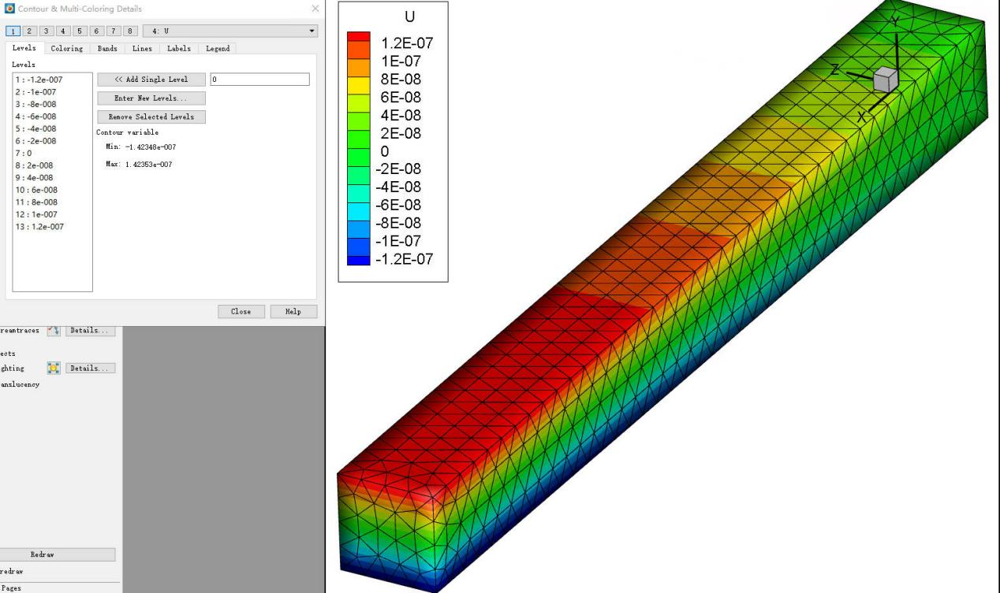 Contour & Multi-Coloring Details
1 2 3 4 5 6 7 8 4: U
Levels Coloring Bands Lines Labels Legend
Levels
1 : -1.2e-007
2 : -1e-007
3 : -8e-008
4 : -6e-008
5 : -4e-008
6 : -2e-008
7 : 0
8 : 2e-008
9 : 4e-008
10 : 6e-008
11 : 8e-008
12 : 1e-007
13 : 1.2e-007
<< Add Single Level 0
Enter New Levels...
Remove Selected Levels
Contour variable
Min: -1.42348e-007
Max: 1.42353e-007
Close Help
reamtraces Details...
ects
ghting Details...
anslucency
Redraw
redraw
Pages
U
1.2E-07
1E-07
8E-08
6E-08
4E-08
2E-08
0
-2E-08
-4E-08
-6E-08
-8E-08
-1E-07
-1.2E-07
Y
Z
X